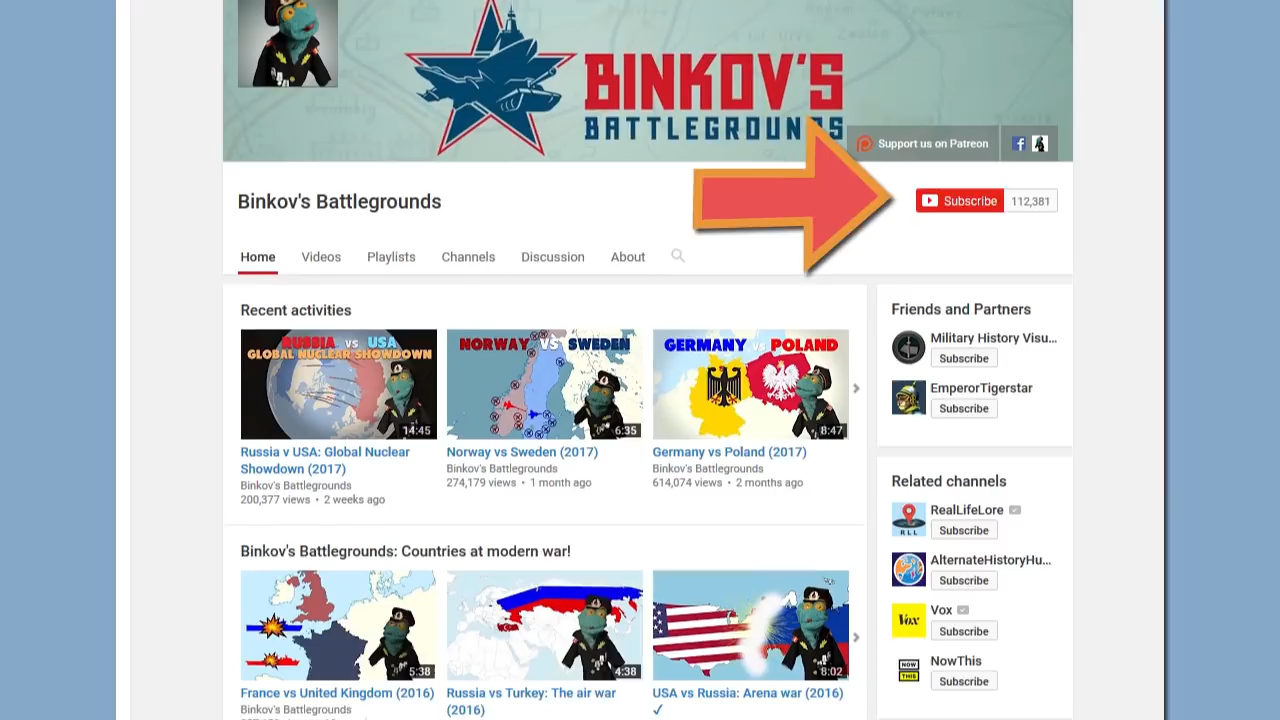 BINKOV'S
BATTLEGROUNDS
Support us on Patreon
Binkov's Battlegrounds
Subscribe 112,381
Home Videos Playlists Channels Discussion About
Recent activities
RUSSIA VS USA
GLOBAL NUCLEAR SHOWDOWN
14:45
NORWAY VS SWEDEN
6:35
GERMANY VS POLAND
8:47
Russia v USA: Global Nuclear
Showdown (2017)
Binkov's Battlegrounds
200,377 views • 2 weeks ago
Norway vs Sweden (2017)
Binkov's Battlegrounds
274,179 views • 1 month ago
Germany vs Poland (2017)
Binkov's Battlegrounds
614,074 views • 2 months ago
Binkov's Battlegrounds: Countries at modern war!
5:38
4:38
8:02
France vs United Kingdom (2016)
Binkov's Battlegrounds
Russia vs Turkey: The air war
(2016)
USA vs Russia: Arena war (2016)
Friends and Partners
Military History Visu...
Subscribe
EmperorTigerstar
Subscribe
Related channels
RLL
RealLifeLore
Subscribe
AlternateHistoryHu...
Subscribe
Vox
Vox
Subscribe
NOW
THIS
NowThis
Subscribe